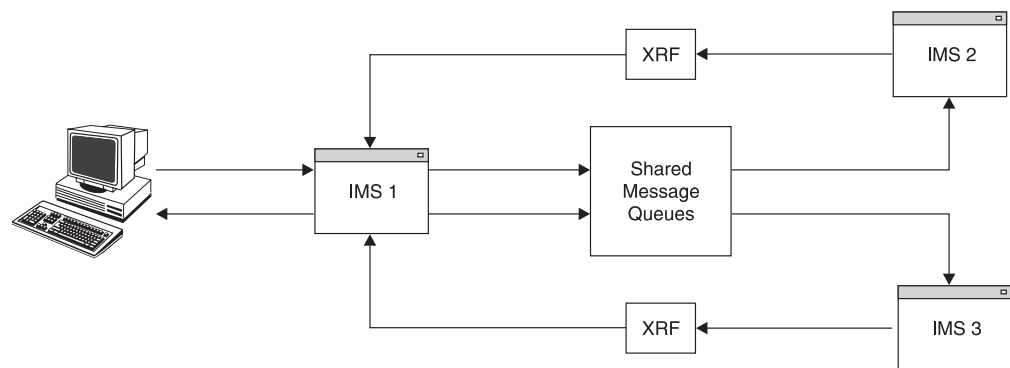 XRF
IMS 2
IMS 1
Shared
Message
Queues
XRF
IMS 3